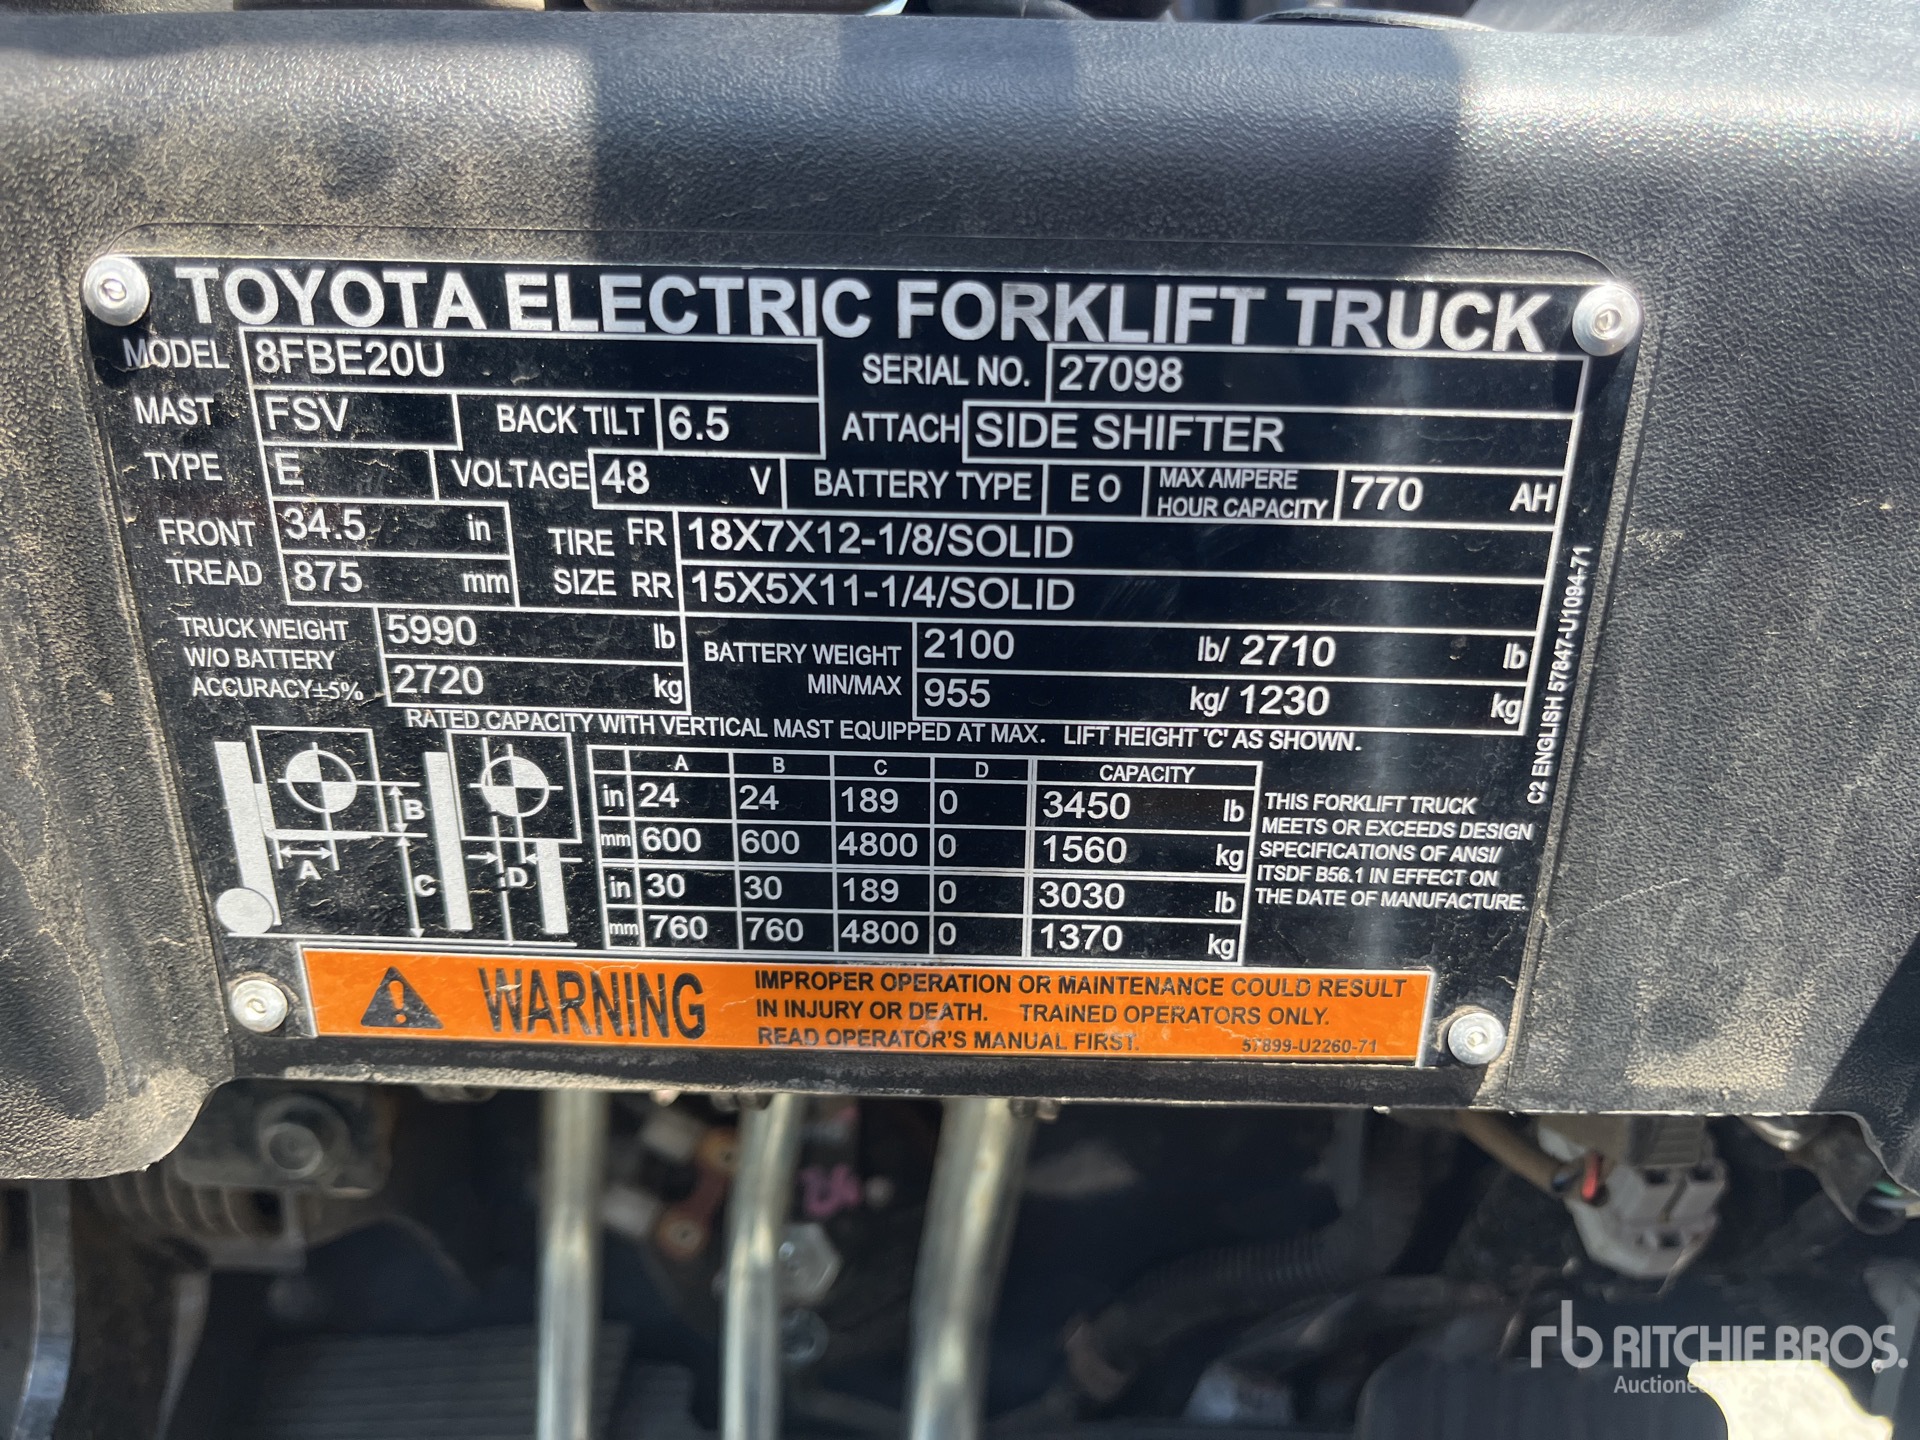 TOYOTA ELECTRIC FORKLIFT TRUCK
MODEL 8FBE20U SERIAL NO. 27098
MAST FSV BACK TILT 6.5 ATTACH SIDE SHIFTER
TYPE E VOLTAGE 48 V BATTERY TYPE E O MAX AMPERE HOUR CAPACITY 770 AH
FRONT TREAD 34.5 in TIRE SIZE FR 18X7X12-1/8/SOLID
875 mm RR 15X5X11-1/4/SOLID
TRUCK WEIGHT 5990 lb BATTERY WEIGHT 2100 lb/ 2710 lb
W/O BATTERY
ACCURACY±5% 2720 kg MIN/MAX 955 kg/ 1230 kg
RATED CAPACITY WITH VERTICAL MAST EQUIPPED AT MAX. LIFT HEIGHT 'C' AS SHOWN.
A B C D CAPACITY
in 24 24 189 0 3450 lb
mm 600 600 4800 0 1560 kg
in 30 30 189 0 3030 lb
mm 760 760 4800 0 1370 kg
B
A
C
D
THIS FORKLIFT TRUCK
MEETS OR EXCEEDS DESIGN
SPECIFICATIONS OF ANSI/
ITSDF B56.1 IN EFFECT ON
THE DATE OF MANUFACTURE.
C2 ENGLISH 57847-U1094-71
WARNING
IMPROPER OPERATION OR MAINTENANCE COULD RESULT
IN INJURY OR DEATH. TRAINED OPERATORS ONLY.
READ OPERATOR'S MANUAL FIRST. 57899-U2260-71
rb RITCHIE BROS.